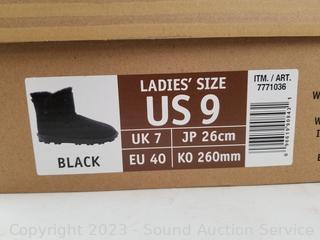 LADIES' SIZE
US 9
UK 7
JP 26cm
EU 40
KO 260mm
BLACK
ITM. / ART.
7771036
Copyright 2023 - Sound Auction Service